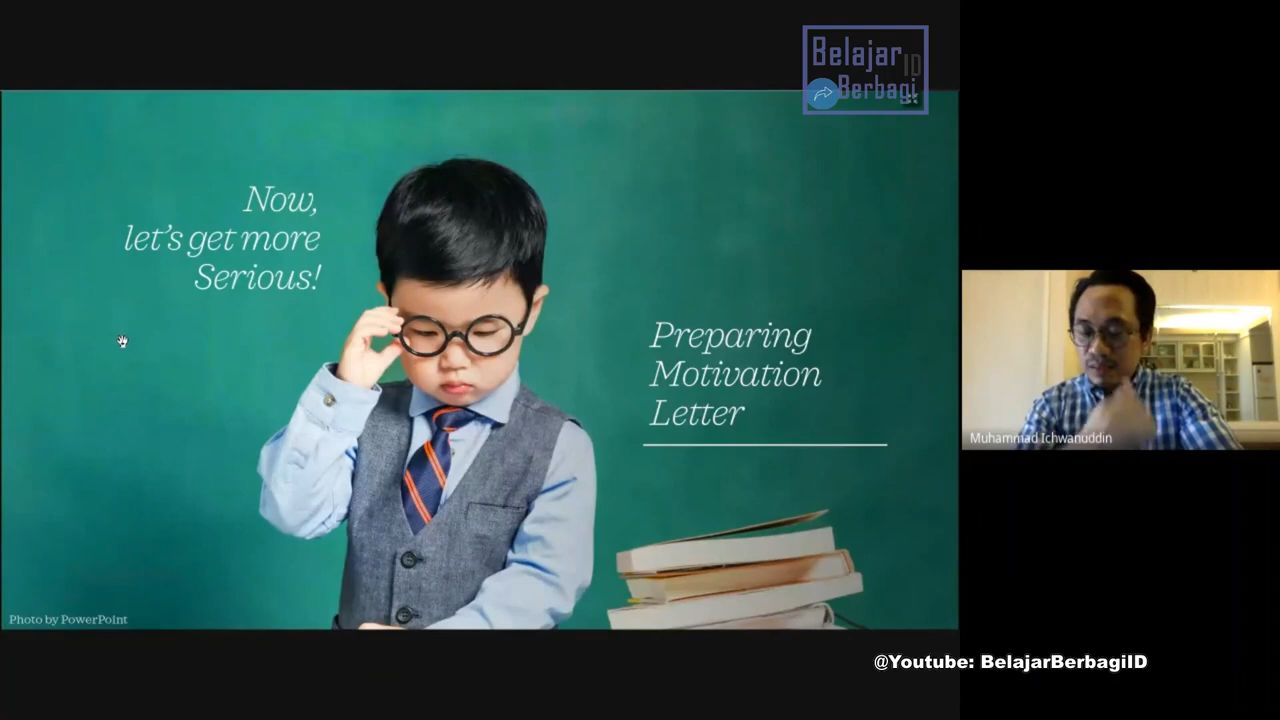 Belajar
ID
Berbagi
Now,
let's get more
Serious!
Preparing
Motivation
Letter
Muhammad Ichwanuddin
Photo by PowerPoint
@Youtube: BelajarBerbagiID